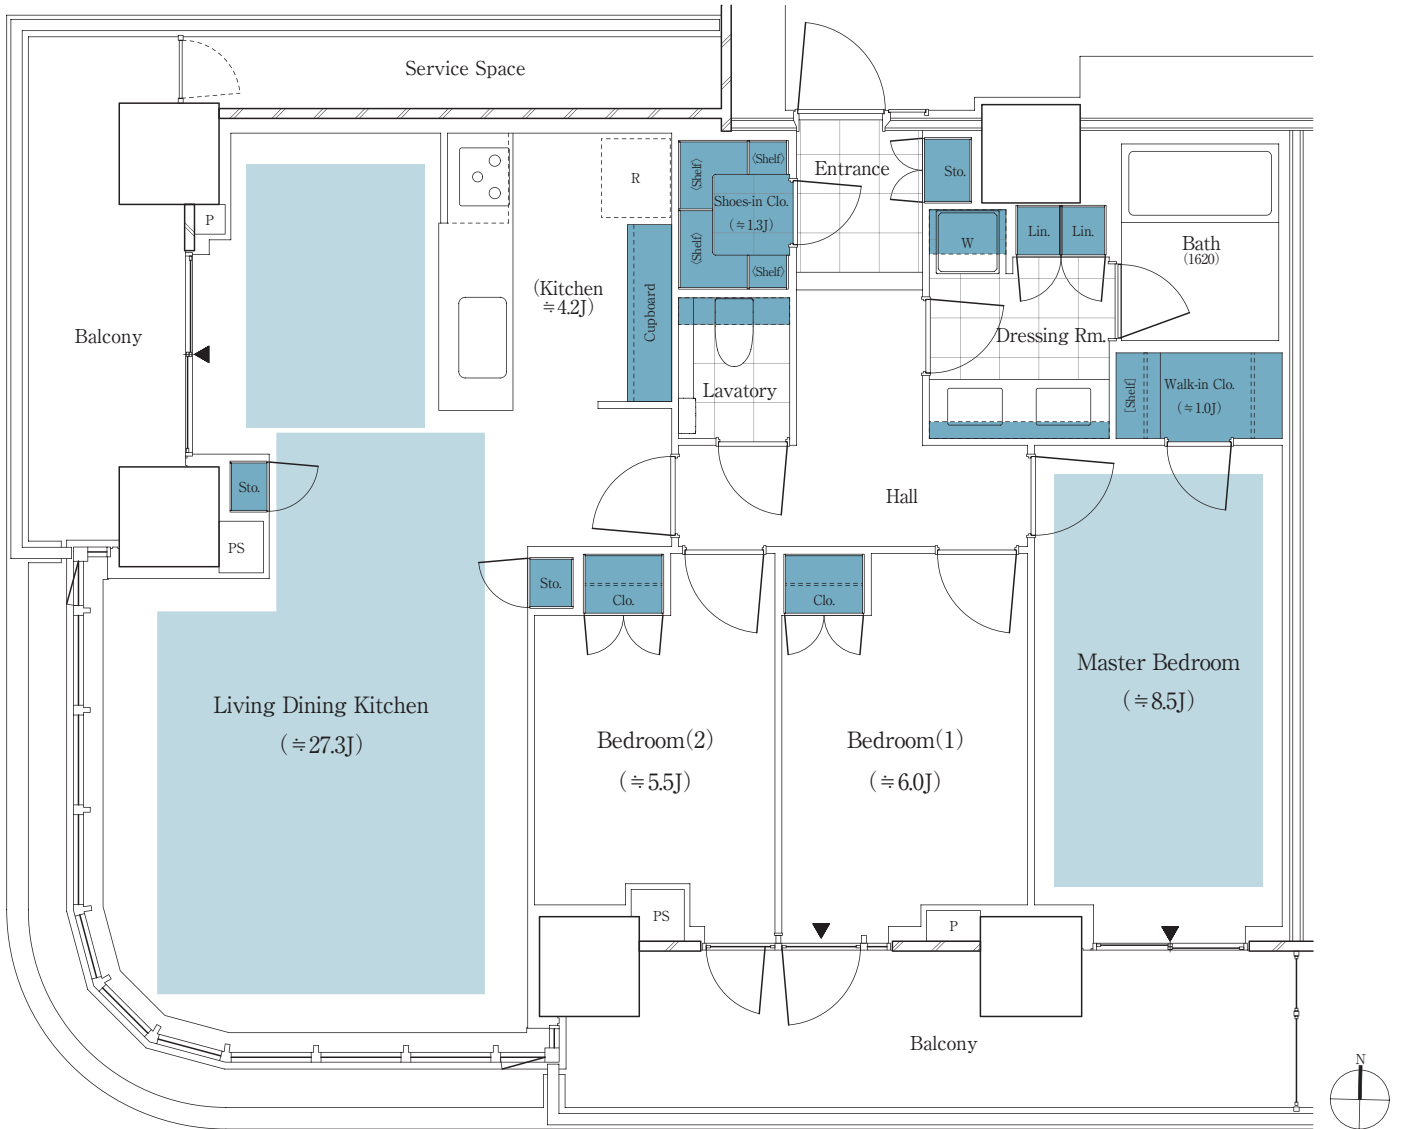 Service Space
R
P
Balcony
(Kitchen
≒4.2J)
Cupboard
〈Shelf〉
〈Shelf〉
Shoes-in Clo.
(≒1.3J)
〈Shelf〉
〈Shelf〉
Entrance
Sto.
W
Lin.
Lin.
Bath
(1620)
Dressing Rm.
Lavatory
[Shelf]
Walk-in Clo.
(≒1.0J)
Sto.
PS
Hall
Sto.
Clo.
Clo.
Living Dining Kitchen
(≒27.3J)
Bedroom(2)
(≒5.5J)
Bedroom(1)
(≒6.0J)
Master Bedroom
(≒8.5J)
PS
P
Balcony
N